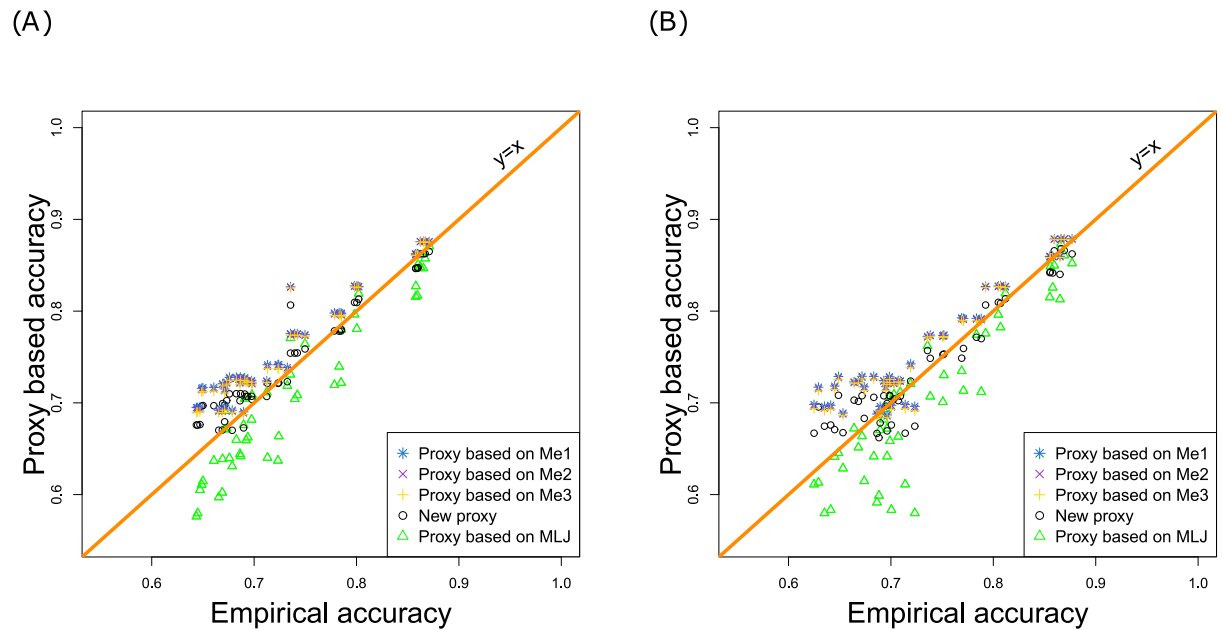 (A)
(B)
Proxy based accuracy
1.0
0.9
0.8
0.7
0.6
y=x
Proxy based on Me1
Proxy based on Me2
Proxy based on Me3
New proxy
Proxy based on MLJ
0.6 0.7 0.8 0.9 1.0
Empirical accuracy
Proxy based accuracy
1.0
0.9
0.8
0.7
0.6
y=x
Proxy based on Me1
Proxy based on Me2
Proxy based on Me3
New proxy
Proxy based on MLJ
0.6 0.7 0.8 0.9 1.0
Empirical accuracy